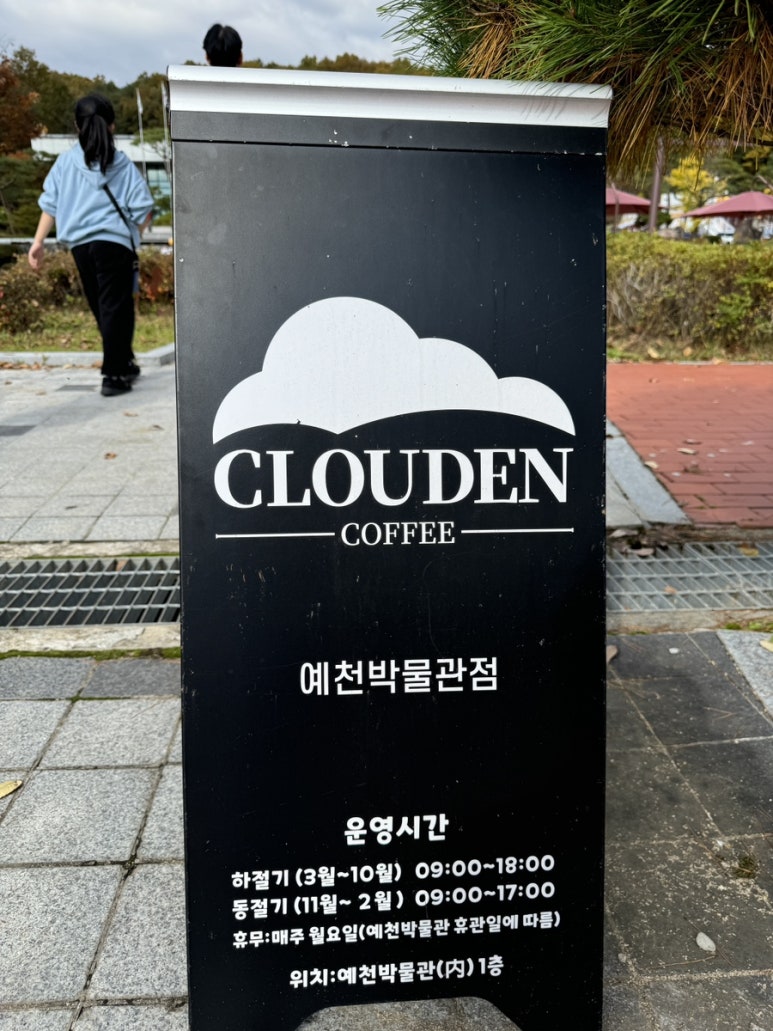 CLOUDEN
COFFEE
예천박물관점
운영시간
하절기 (3월~10월) 09:00~18:00
동절기 (11월~ 2월) 09:00~17:00
휴무:매주 월요일(예천박물관 휴관일에 따름)
위치:예천박물관(内) 1층